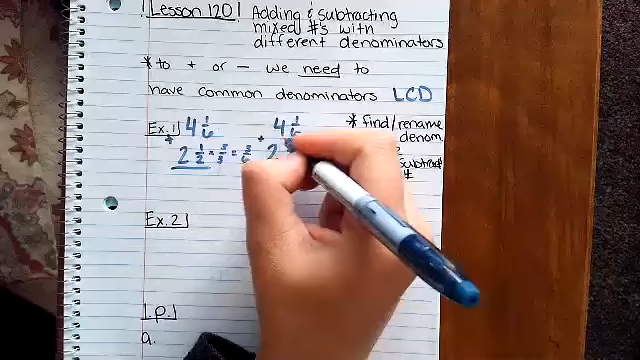 ! Lesson 120! Adding & subtracting
mixed #'s with
different denominators
* to + or - we need to
have common denominators LCD
Ex. 1 4 1/6 4 1/6 * find/rename
+ 2 1/2 × 3/3 = 3/6 + 2 denom.
subtract
Ex. 2
l.p.
a.